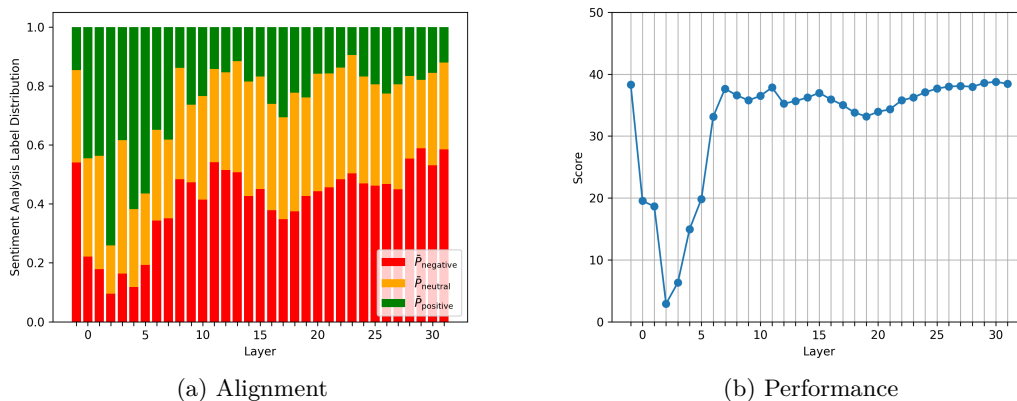 Sentiment Analysis Label Distribution
1.0
0.8
0.6
0.4
0.2
0.0
P̄negative
P̄neutral
P̄positive
0 5 10 15 20 25 30
Layer
(a) Alignment
Score
50
40
30
20
10
0
0 5 10 15 20 25 30
Layer
(b) Performance